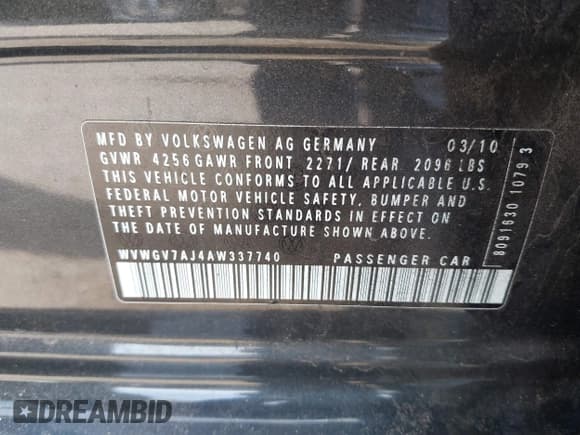 MFD BY VOLKSWAGEN AG GERMANY 03/10
GVWR 4256 GAWR FRONT 2271/ REAR 2096 LBS
THIS VEHICLE CONFORMS TO ALL APPLICABLE U.S.
FEDERAL MOTOR VEHICLE SAFETY, BUMPER AND
THEFT PREVENTION STANDARDS IN EFFECT ON
THE DATE OF MANUFACTURE SHOWN ABOVE.
WVWGV7AJ4AW337740 PASSENGER CAR
8091630 1079 3
DREAMBID